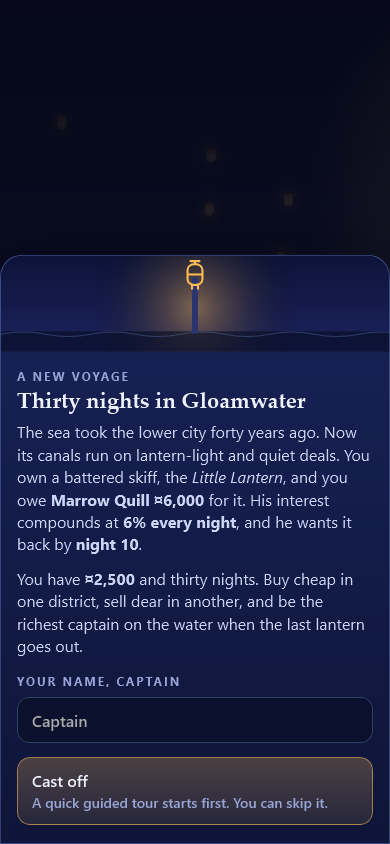 A NEW VOYAGE
Thirty nights in Gloamwater
The sea took the lower city forty years ago. Now
its canals run on lantern-light and quiet deals. You
own a battered skiff, the Little Lantern, and you
owe Marrow Quill ¤6,000 for it. His interest
compounds at 6% every night, and he wants it
back by night 10.
You have ¤2,500 and thirty nights. Buy cheap in
one district, sell dear in another, and be the
richest captain on the water when the last lantern
goes out.
YOUR NAME, CAPTAIN
Captain
Cast off
A quick guided tour starts first. You can skip it.